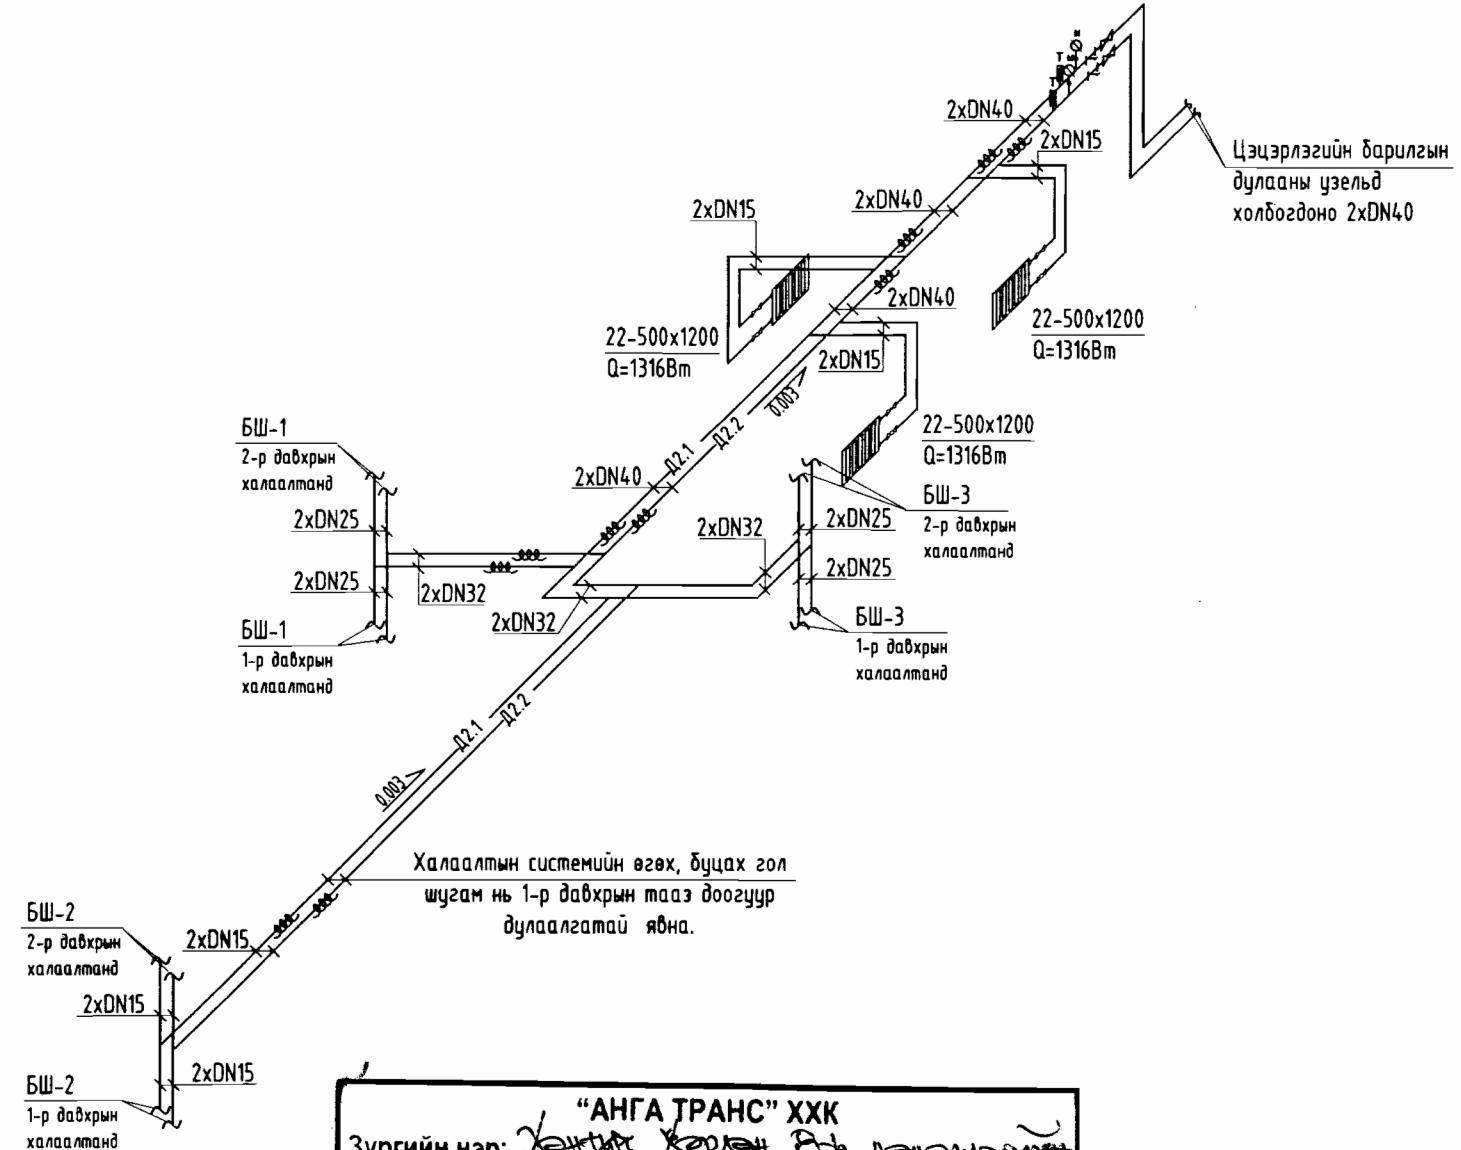 2xDN40
2xDN15
Цэцэрлэгийн барилгын
дулааны узельд
холбогдоно 2xDN40
2xDN40
2xDN15
2xDN40
22-500x1200
Q=1316Вт
22-500x1200
Q=1316Вт
2xDN15
0.003
Д2.1
Д2.2
22-500x1200
Q=1316Вт
БШ-1
2-р давхрын
халаалтанд
2xDN40
БШ-3
2-р давхрын
халаалтанд
2xDN25
2xDN32
2xDN25
2xDN25
2xDN32
2xDN25
2xDN32
БШ-1
1-р давхрын
халаалтанд
БШ-3
1-р давхрын
халаалтанд
Д2.1
Д2.2
0.003
Халаалтын системийн өгөх, буцах гол
шугам нь 1-р давхрын тааз доогуур
дулаалгатай явна.
БШ-2
2-р давхрын
халаалтанд
2xDN15
2xDN15
2xDN15
БШ-2
1-р давхрын
халаалтанд
“АНГА ТРАНС” ХХК
Зургийн нэр: